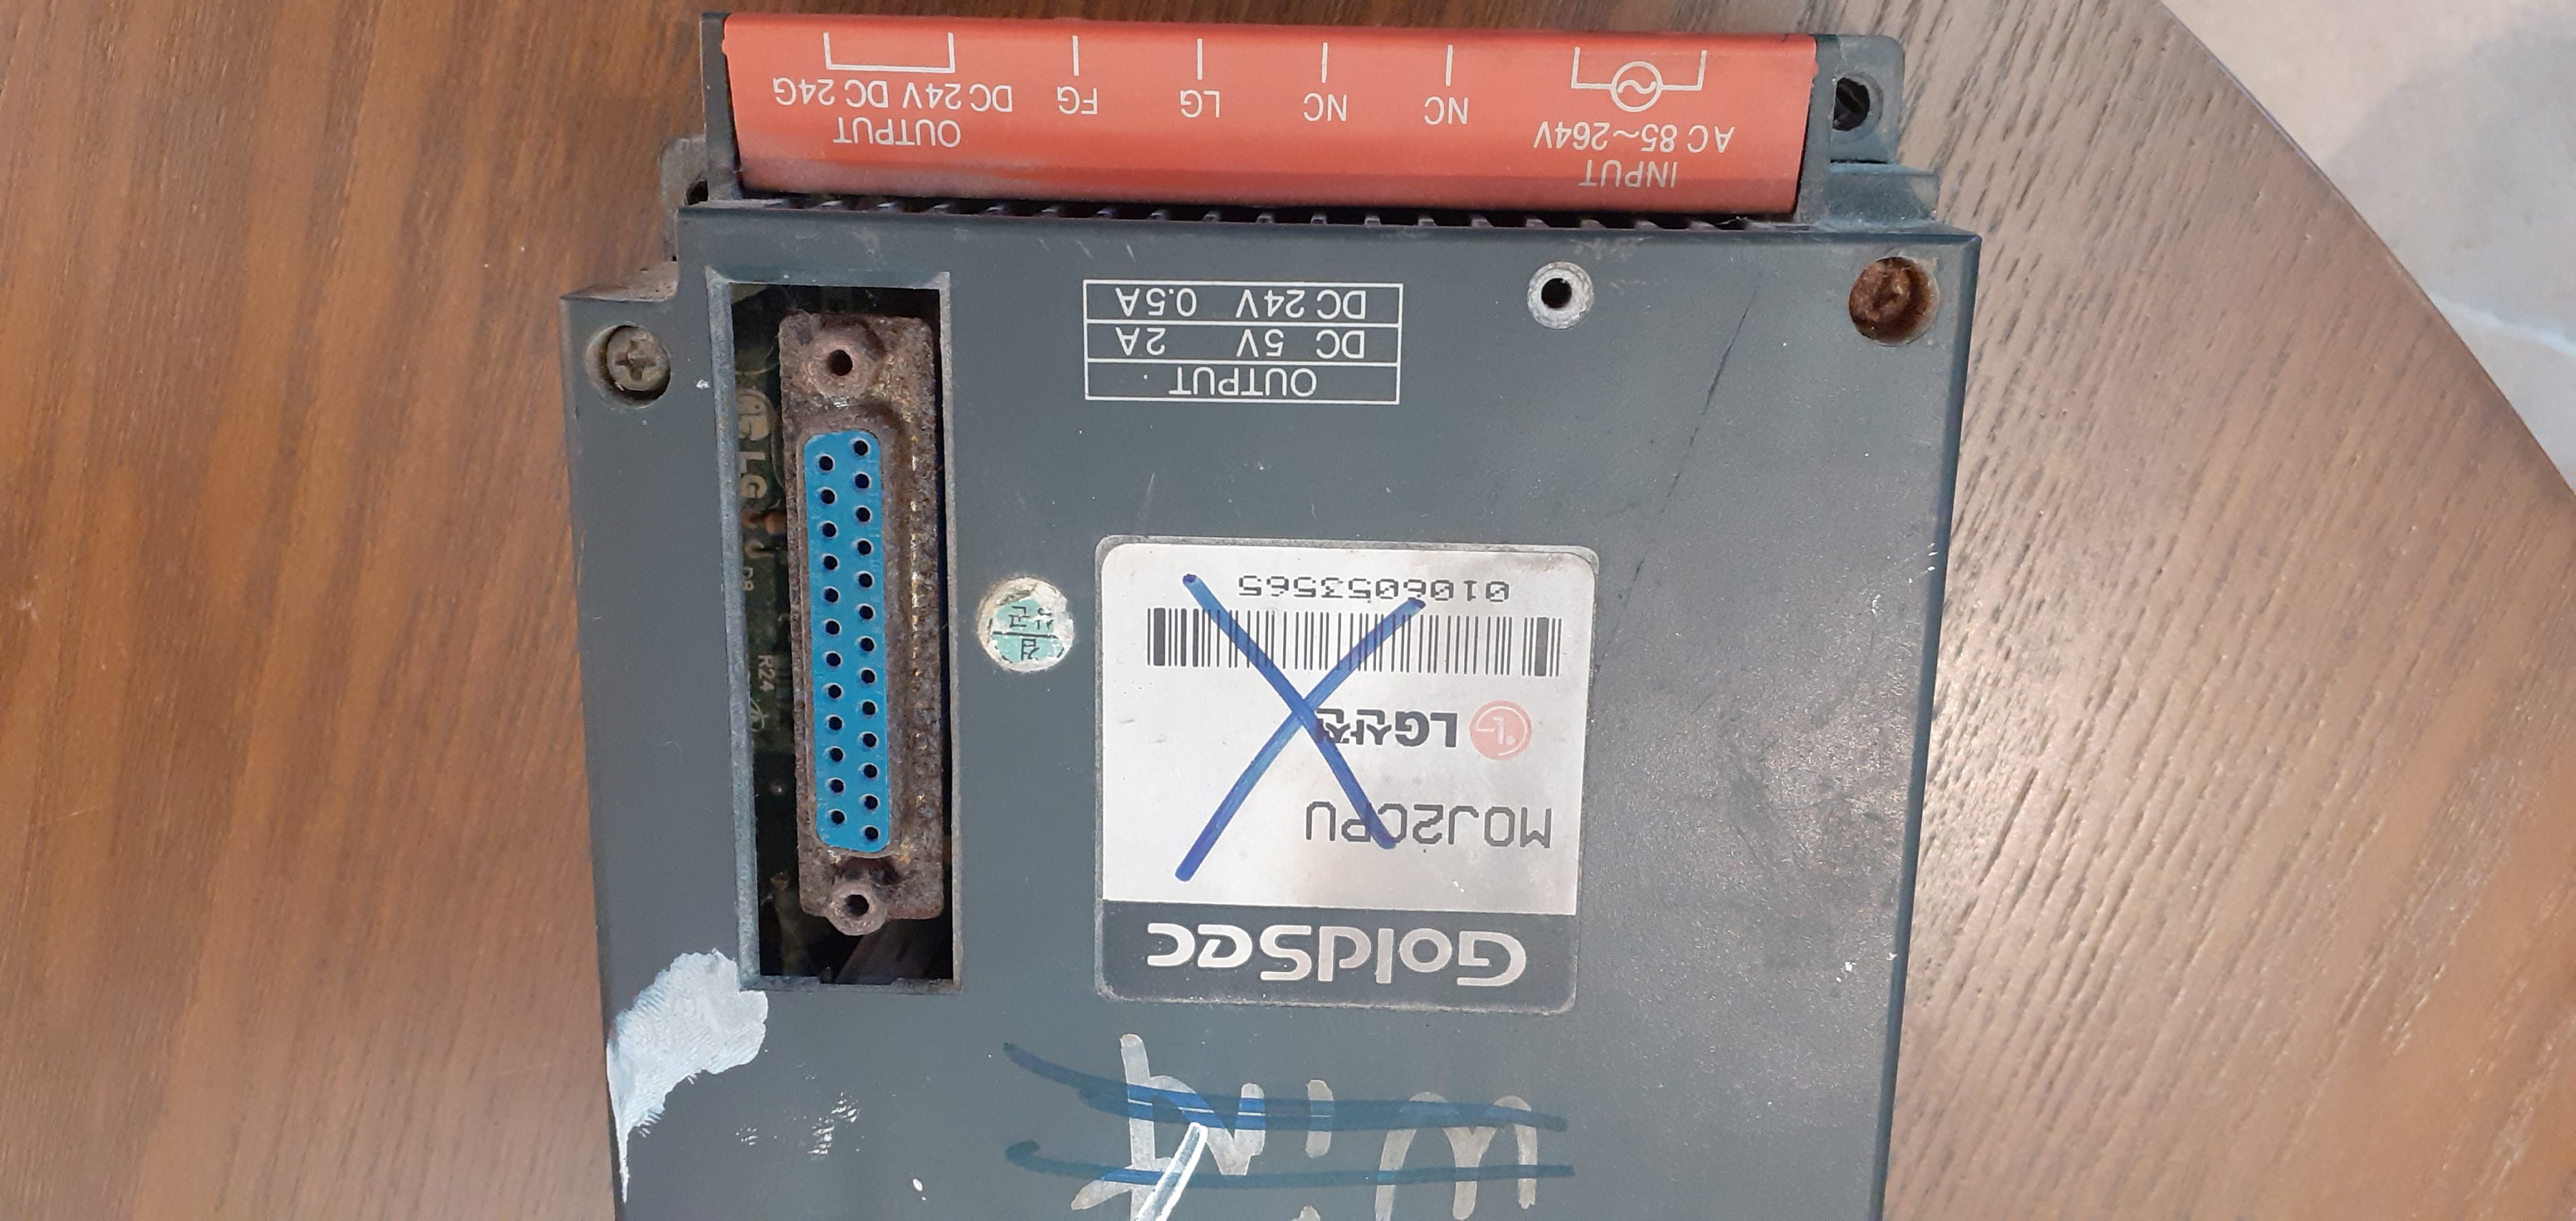 GoldSec
MOJ2CPU
LG산전
0106053565
OUTPUT
DC 5V 2A
DC 24V 0.5A
INPUT
AC 85~264V
NC
NC
LG
FG
OUTPUT
DC 24V DC 24G
LG
R24